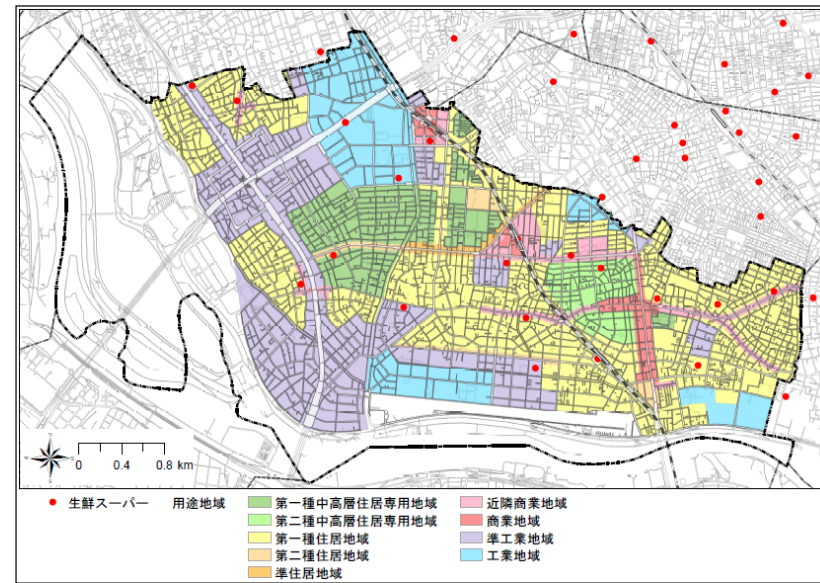 0 0.4 0.8 km
生鮮スーパー 用途地域
第一種中高層住居専用地域
第二種中高層住居専用地域
第一種住居地域
第二種住居地域
準住居地域
近隣商業地域
商業地域
準工業地域
工業地域